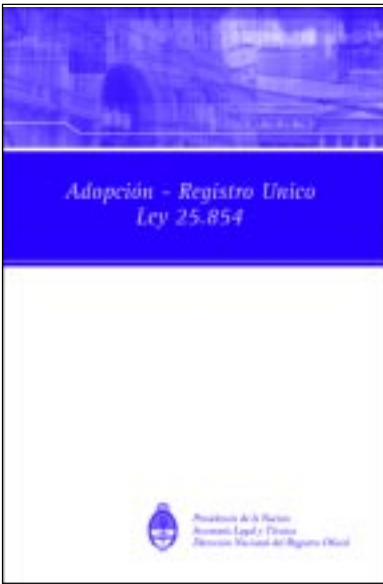 Adopción - Registro Unico
Ley 25.854
Presidencia de la Nación
Secretaría Legal y Técnica
Dirección Nacional del Registro Oficial